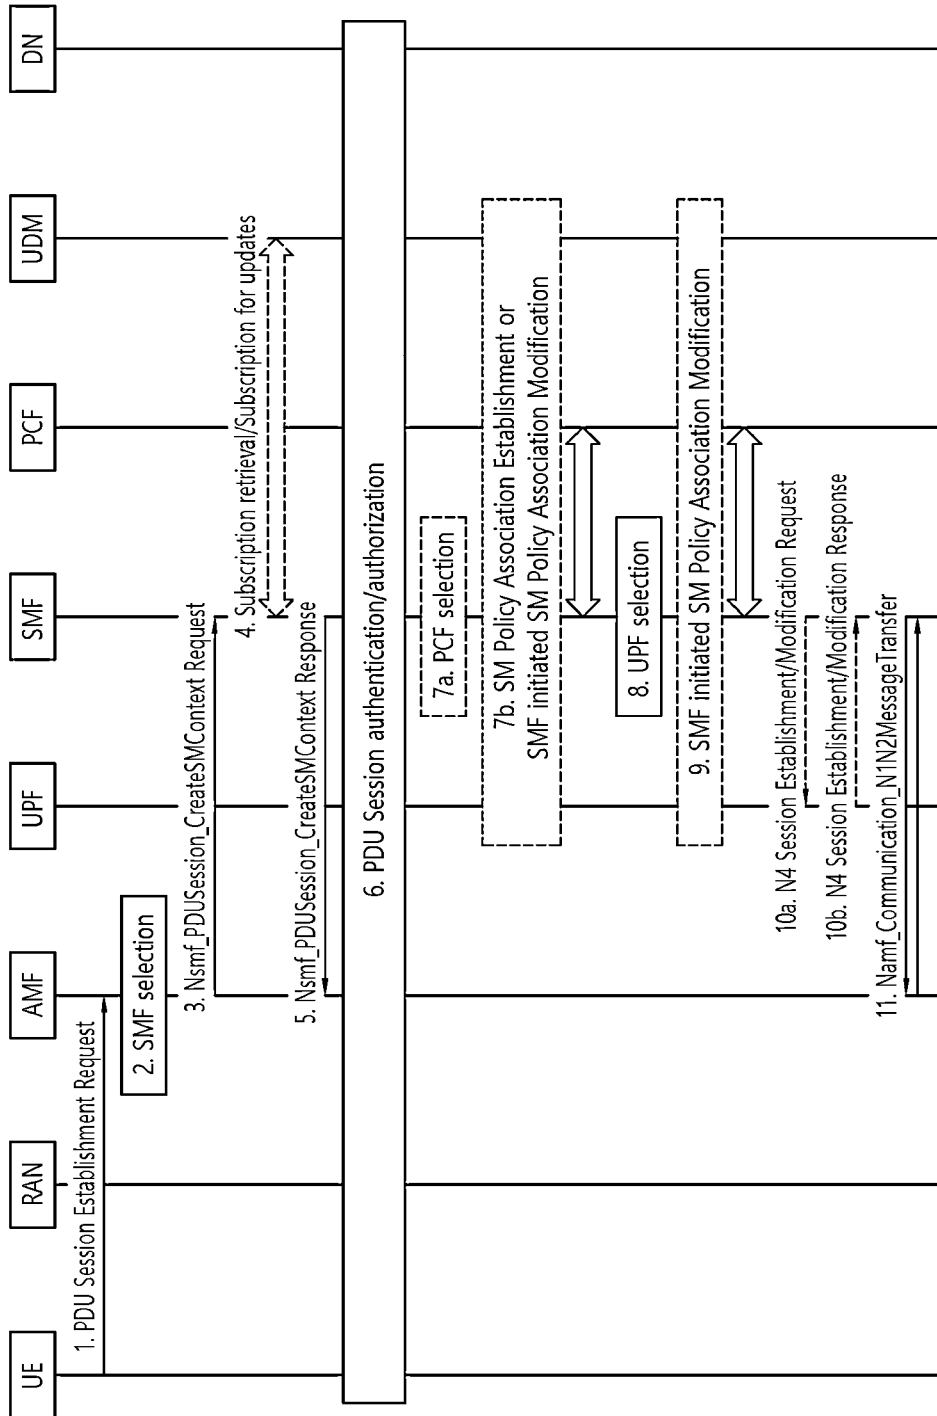 UE
RAN
AMF
UPF
SMF
PCF
UDM
DN
1. PDU Session Establishment Request
2. SMF selection
3. Nsmf_PDUSession_CreateSMContext Request
4. Subscription retrieval/Subscription for updates
5. Nsmf_PDUSession_CreateSMContext Response
6. PDU Session authentication/authorization
7a. PCF selection
7b. SM Policy Association Establishment or
SMF initiated SM Policy Association Modification
8. UPF selection
9. SMF initiated SM Policy Association Modification
10a. N4 Session Establishment/Modification Request
10b. N4 Session Establishment/Modification Response
11. Namf_Communication_N1N2MessageTransfer